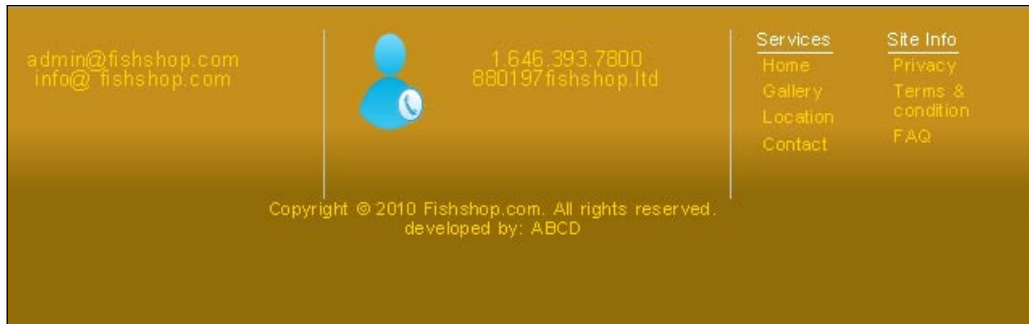 admin@fishshop.com
info@ fishshop.com
1.646.393.7800
880197fishshop.ltd
Services
Home
Gallery
Location
Contact
Site Info
Privacy
Terms &
condition
FAQ
Copyright © 2010 Fishshop.com. All rights reserved.
developed by: ABCD